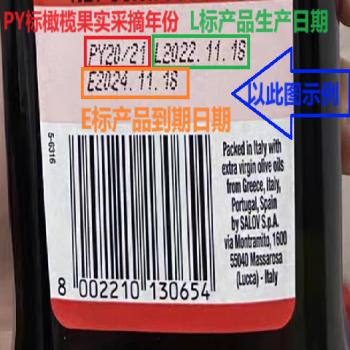 PY标橄榄果实采摘年份 L标产品生产日期
PY20/21 L2022.11.18
E2024.11.18
以此图示例
E标产品到期日期
5-0316
Packed in Italy with
extra virgin olive oils
from Greece, Italy,
Portugal, Spain
by SALOV S.p.A.
via Montramito, 1600
55040 Massarosa
(Lucca) - Italy
8 002210 130654